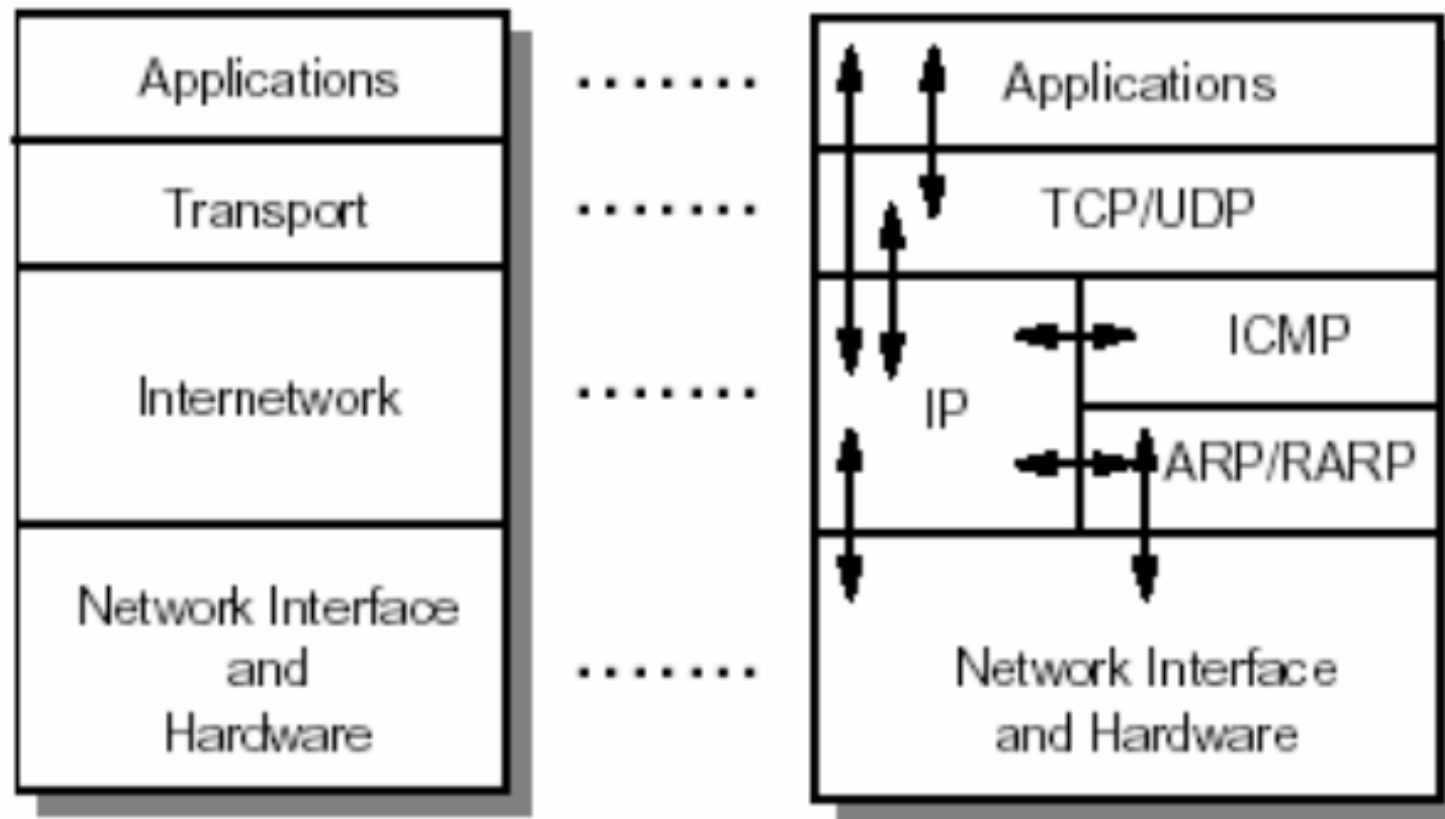 Applications
Transport
Internetwork
Network Interface
and
Hardware
Applications
TCP/UDP
ICMP
IP
ARP/RARP
Network Interface
and Hardware